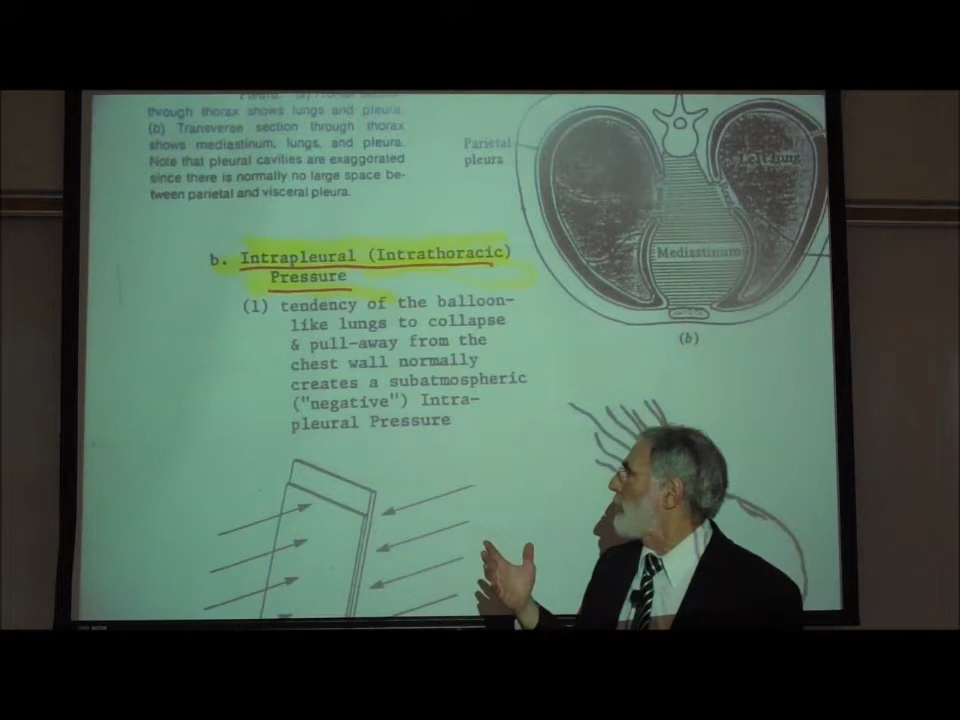 through thorax shows lungs and pleura.
(b) Transverse section through thorax
shows mediastinum, lungs, and pleura.
Note that pleural cavities are exaggerated
since there is normally no large space be-
tween parietal and visceral pleura.
Parietal
pleura
Left lung
Mediastinum
(b)
b. Intrapleural (Intrathoracic)
Pressure
(1) tendency of the balloon-
like lungs to collapse
& pull-away from the
chest wall normally
creates a subatmospheric
("negative") Intra-
pleural Pressure